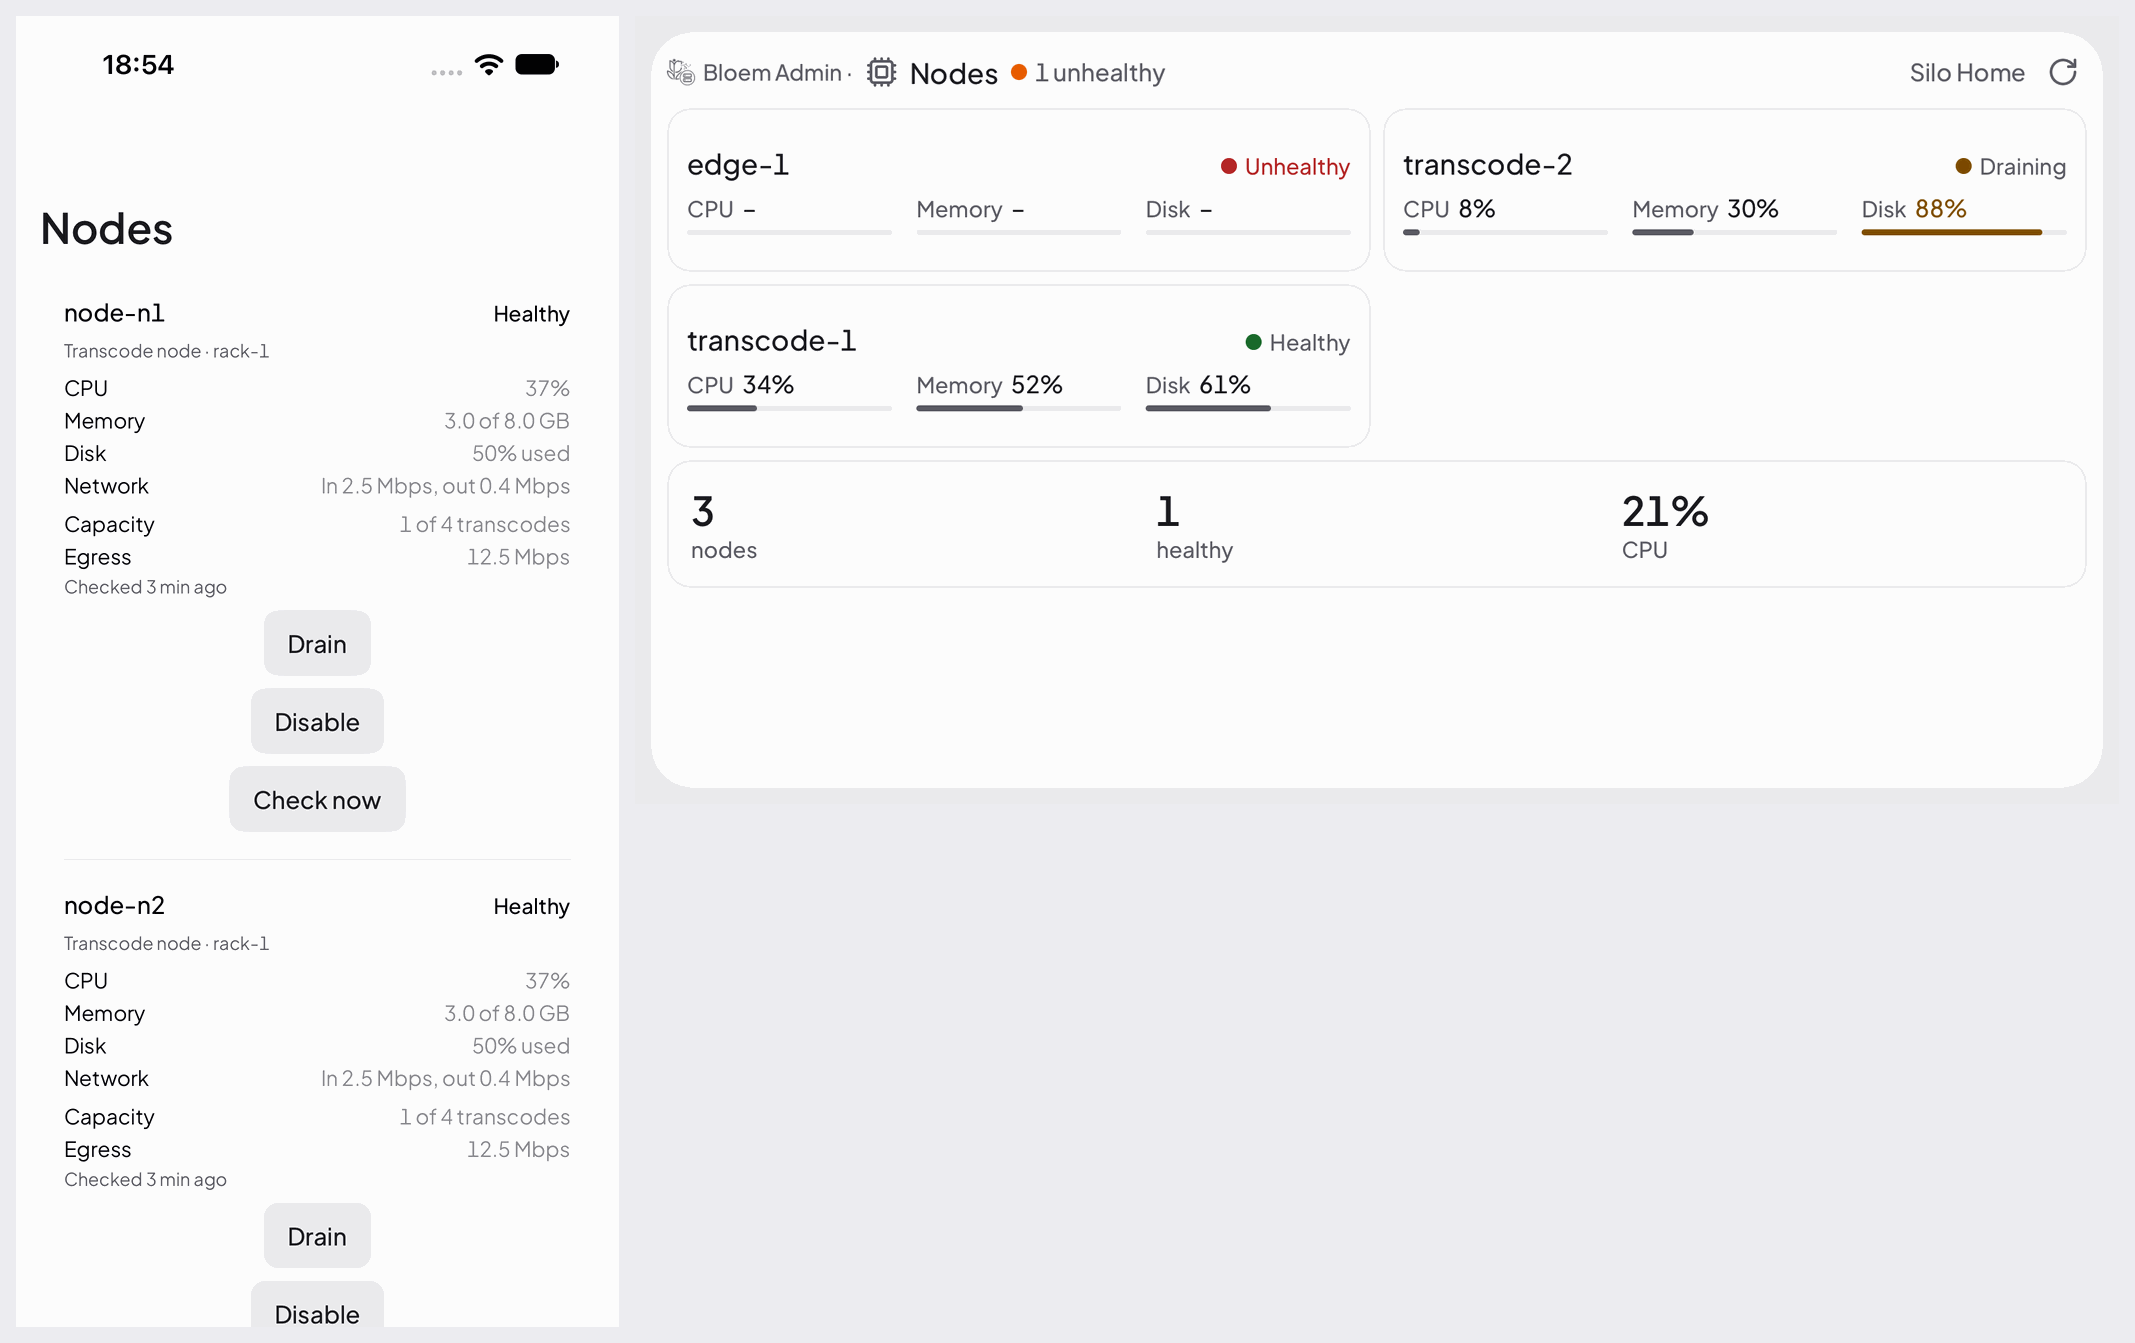 18:54
Nodes
node-n1 Healthy
Transcode node · rack-1
CPU 37%
Memory 3.0 of 8.0 GB
Disk 50% used
Network In 2.5 Mbps, out 0.4 Mbps
Capacity 1 of 4 transcodes
Egress 12.5 Mbps
Checked 3 min ago
Drain
Disable
Check now
node-n2 Healthy
Transcode node · rack-1
CPU 37%
Memory 3.0 of 8.0 GB
Disk 50% used
Network In 2.5 Mbps, out 0.4 Mbps
Capacity 1 of 4 transcodes
Egress 12.5 Mbps
Checked 3 min ago
Drain
Disable
Bloem Admin · Nodes 1 unhealthy Silo Home
edge-1 Unhealthy
CPU – Memory – Disk –
transcode-2 Draining
CPU 8% Memory 30% Disk 88%
transcode-1 Healthy
CPU 34% Memory 52% Disk 61%
3 1 21%
nodes healthy CPU